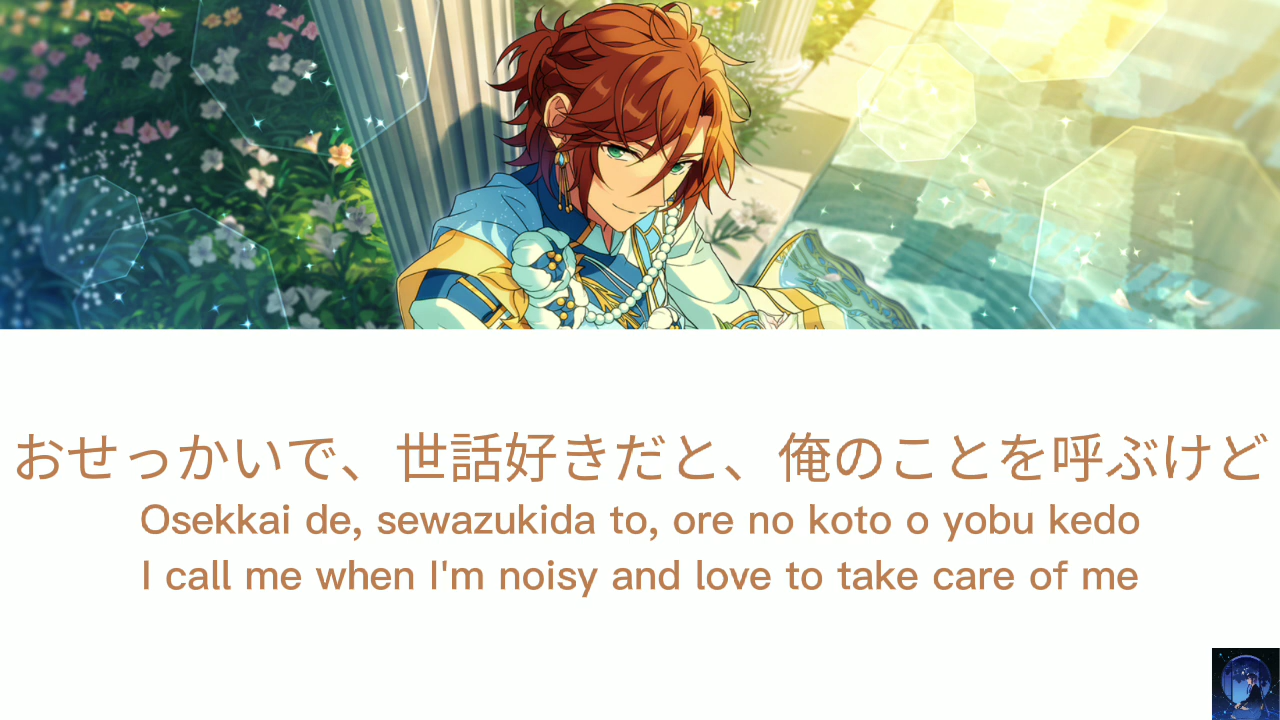 おせっかいで、世話好きだと、俺のことを呼ぶけど
Osekkai de, sewazukida to, ore no koto o yobu kedo
I call me when I'm noisy and love to take care of me